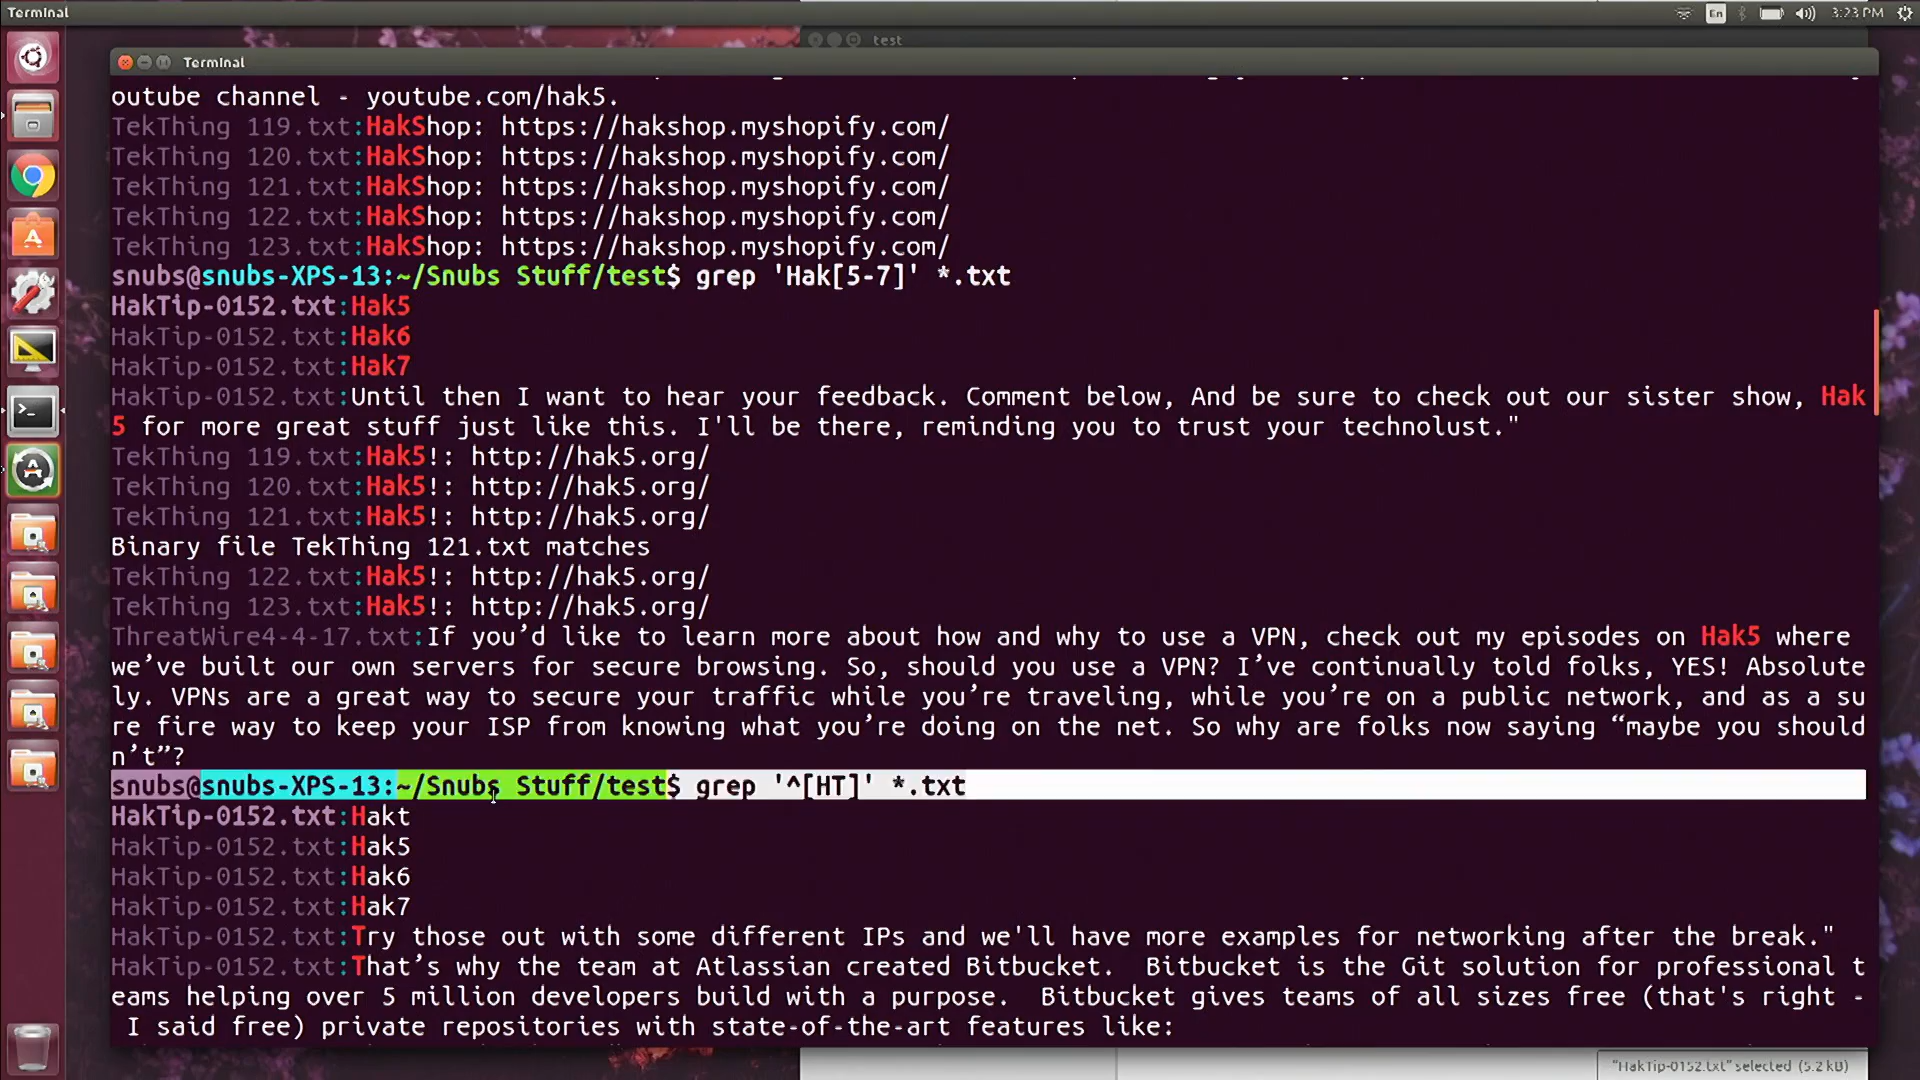 Terminal
En
3:23 PM
test
Terminal
outube channel - youtube.com/hak5.
TekThing 119.txt:HakShop: https://hakshop.myshopify.com/
TekThing 120.txt:HakShop: https://hakshop.myshopify.com/
TekThing 121.txt:HakShop: https://hakshop.myshopify.com/
TekThing 122.txt:HakShop: https://hakshop.myshopify.com/
TekThing 123.txt:HakShop: https://hakshop.myshopify.com/
snubs@snubs-XPS-13:~/Snubs Stuff/test$ grep 'Hak[5-7]' *.txt
HakTip-0152.txt:Hak5
HakTip-0152.txt:Hak6
HakTip-0152.txt:Hak7
HakTip-0152.txt:Until then I want to hear your feedback. Comment below, And be sure to check out our sister show, Hak
5 for more great stuff just like this. I'll be there, reminding you to trust your technolust."
TekThing 119.txt:Hak5!: http://hak5.org/
TekThing 120.txt:Hak5!: http://hak5.org/
TekThing 121.txt:Hak5!: http://hak5.org/
Binary file TekThing 121.txt matches
TekThing 122.txt:Hak5!: http://hak5.org/
TekThing 123.txt:Hak5!: http://hak5.org/
ThreatWire4-4-17.txt:If you’d like to learn more about how and why to use a VPN, check out my episodes on Hak5 where
we’ve built our own servers for secure browsing. So, should you use a VPN? I’ve continually told folks, YES! Absolute
ly. VPNs are a great way to secure your traffic while you’re traveling, while you’re on a public network, and as a su
re fire way to keep your ISP from knowing what you’re doing on the net. So why are folks now saying “maybe you should
n’t”?
snubs@snubs-XPS-13:~/Snubs Stuff/test$ grep '^[HT]' *.txt
HakTip-0152.txt:Hakt
HakTip-0152.txt:Hak5
HakTip-0152.txt:Hak6
HakTip-0152.txt:Hak7
HakTip-0152.txt:Try those out with some different IPs and we'll have more examples for networking after the break."
HakTip-0152.txt:That’s why the team at Atlassian created Bitbucket.  Bitbucket is the Git solution for professional t
eams helping over 5 million developers build with a purpose.  Bitbucket gives teams of all sizes free (that's right -
I said free) private repositories with state-of-the-art features like:
"HakTip-0152.txt" selected (5.2 kB)